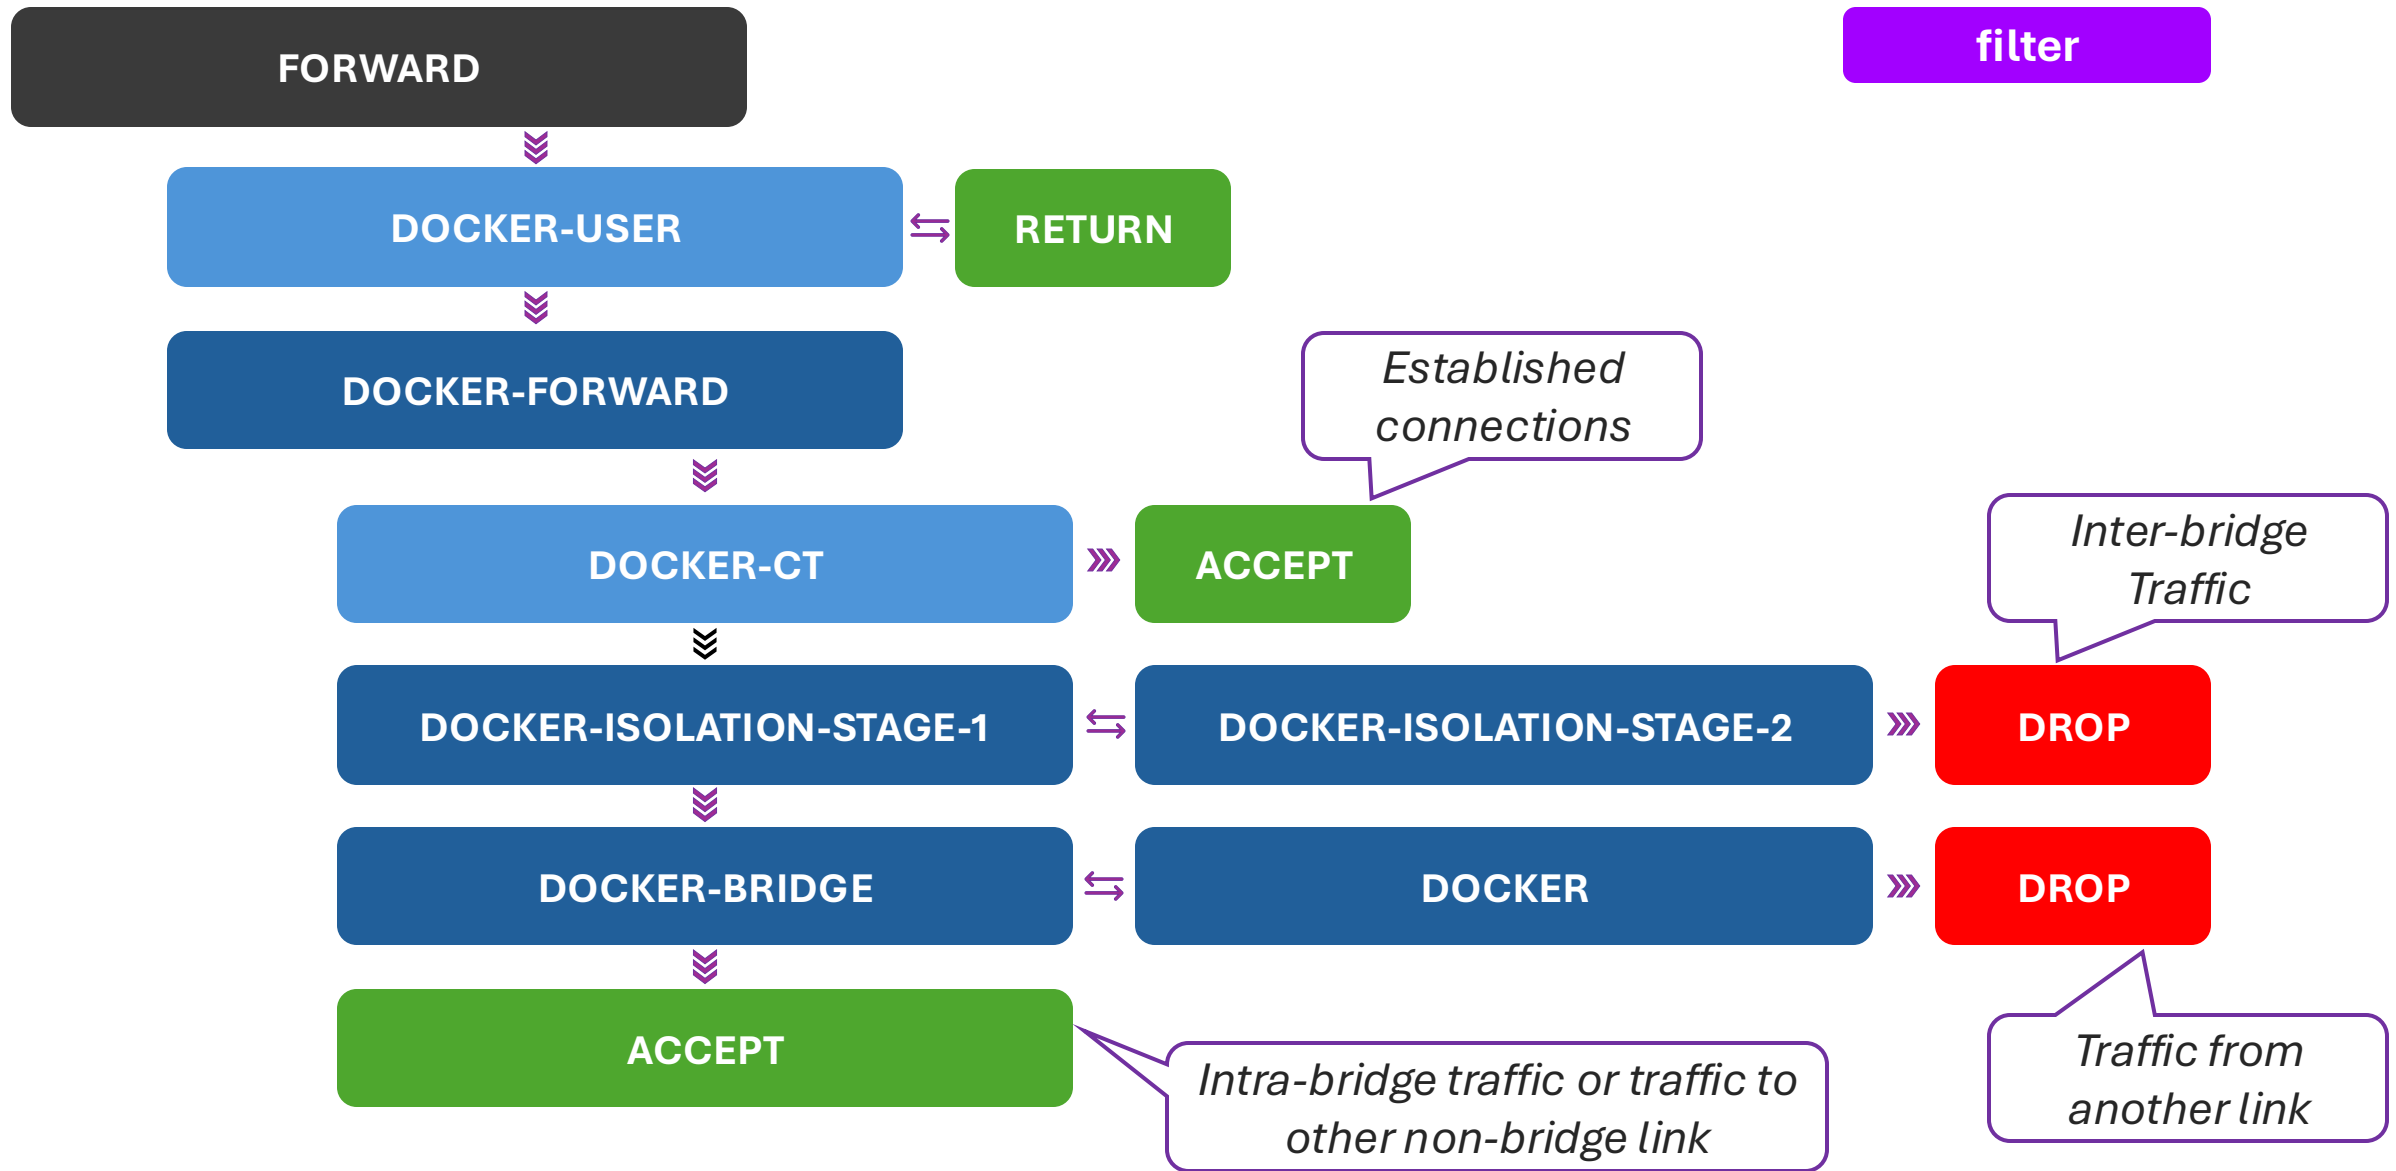 FORWARD
filter
DOCKER-USER
RETURN
DOCKER-FORWARD
Established
connections
DOCKER-CT
ACCEPT
Inter-bridge
Traffic
DOCKER-ISOLATION-STAGE-1
DOCKER-ISOLATION-STAGE-2
DROP
DOCKER-BRIDGE
DOCKER
DROP
ACCEPT
Intra-bridge traffic or traffic to
other non-bridge link
Traffic from
another link